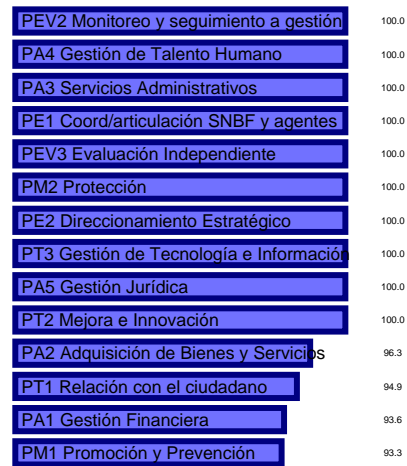 PEV2 Monitoreo y seguimiento a gestión 100.0
PA4 Gestión de Talento Humano 100.0
PA3 Servicios Administrativos 100.0
PE1 Coord/articulación SNBF y agentes 100.0
PEV3 Evaluación Independiente 100.0
PM2 Protección 100.0
PE2 Direccionamiento Estratégico 100.0
PT3 Gestión de Tecnología e Información 100.0
PA5 Gestión Jurídica 100.0
PT2 Mejora e Innovación 100.0
PA2 Adquisición de Bienes y Servicios 96.3
PT1 Relación con el ciudadano 94.9
PA1 Gestión Financiera 93.6
PM1 Promoción y Prevención 93.3